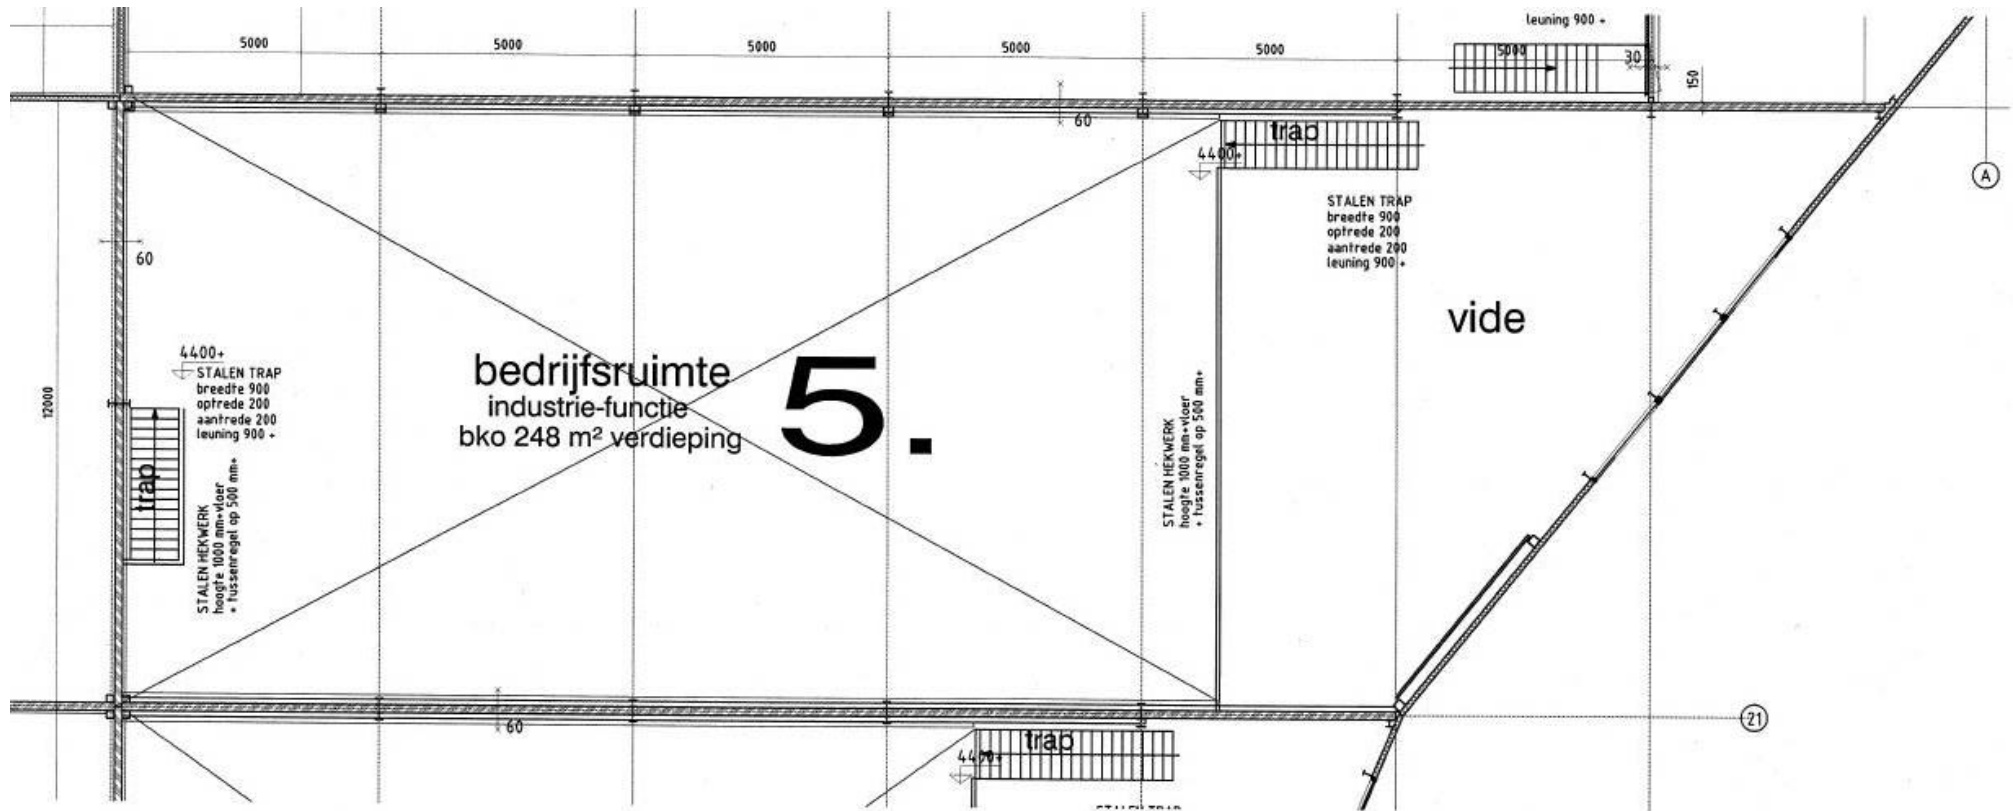 leuning 900 +
5000
5000
5000
5000
5000
5000
30
150
60
trap
4400+
A
STALEN TRAP
breedte 900
optrede 200
aantrede 200
leuning 900 +
60
vide
4400+
STALEN TRAP
breedte 900
optrede 200
aantrede 200
leuning 900 +
bedrijfsruimte
industrie-functie
bko 248 m² verdieping
5.
12000
trap
STALEN HEKWERK
hoogte 1000 mm+vloer
+ tussenregel op 500 mm+
STALEN HEKWERK
hoogte 1000 mm+vloer
+ tussenregel op 500 mm+
60
21
trap
STALEN TRAP